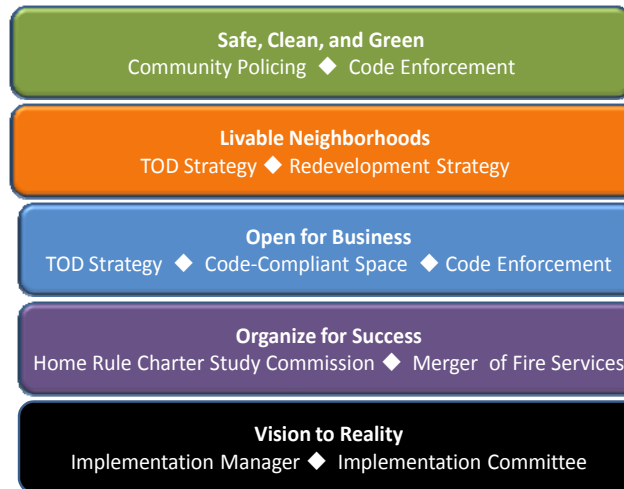 Safe, Clean, and Green
Community Policing ◆ Code Enforcement
Livable Neighborhoods
TOD Strategy ◆ Redevelopment Strategy
Open for Business
TOD Strategy ◆ Code-Compliant Space ◆ Code Enforcement
Organize for Success
Home Rule Charter Study Commission ◆ Merger of Fire Services
Vision to Reality
Implementation Manager ◆ Implementation Committee